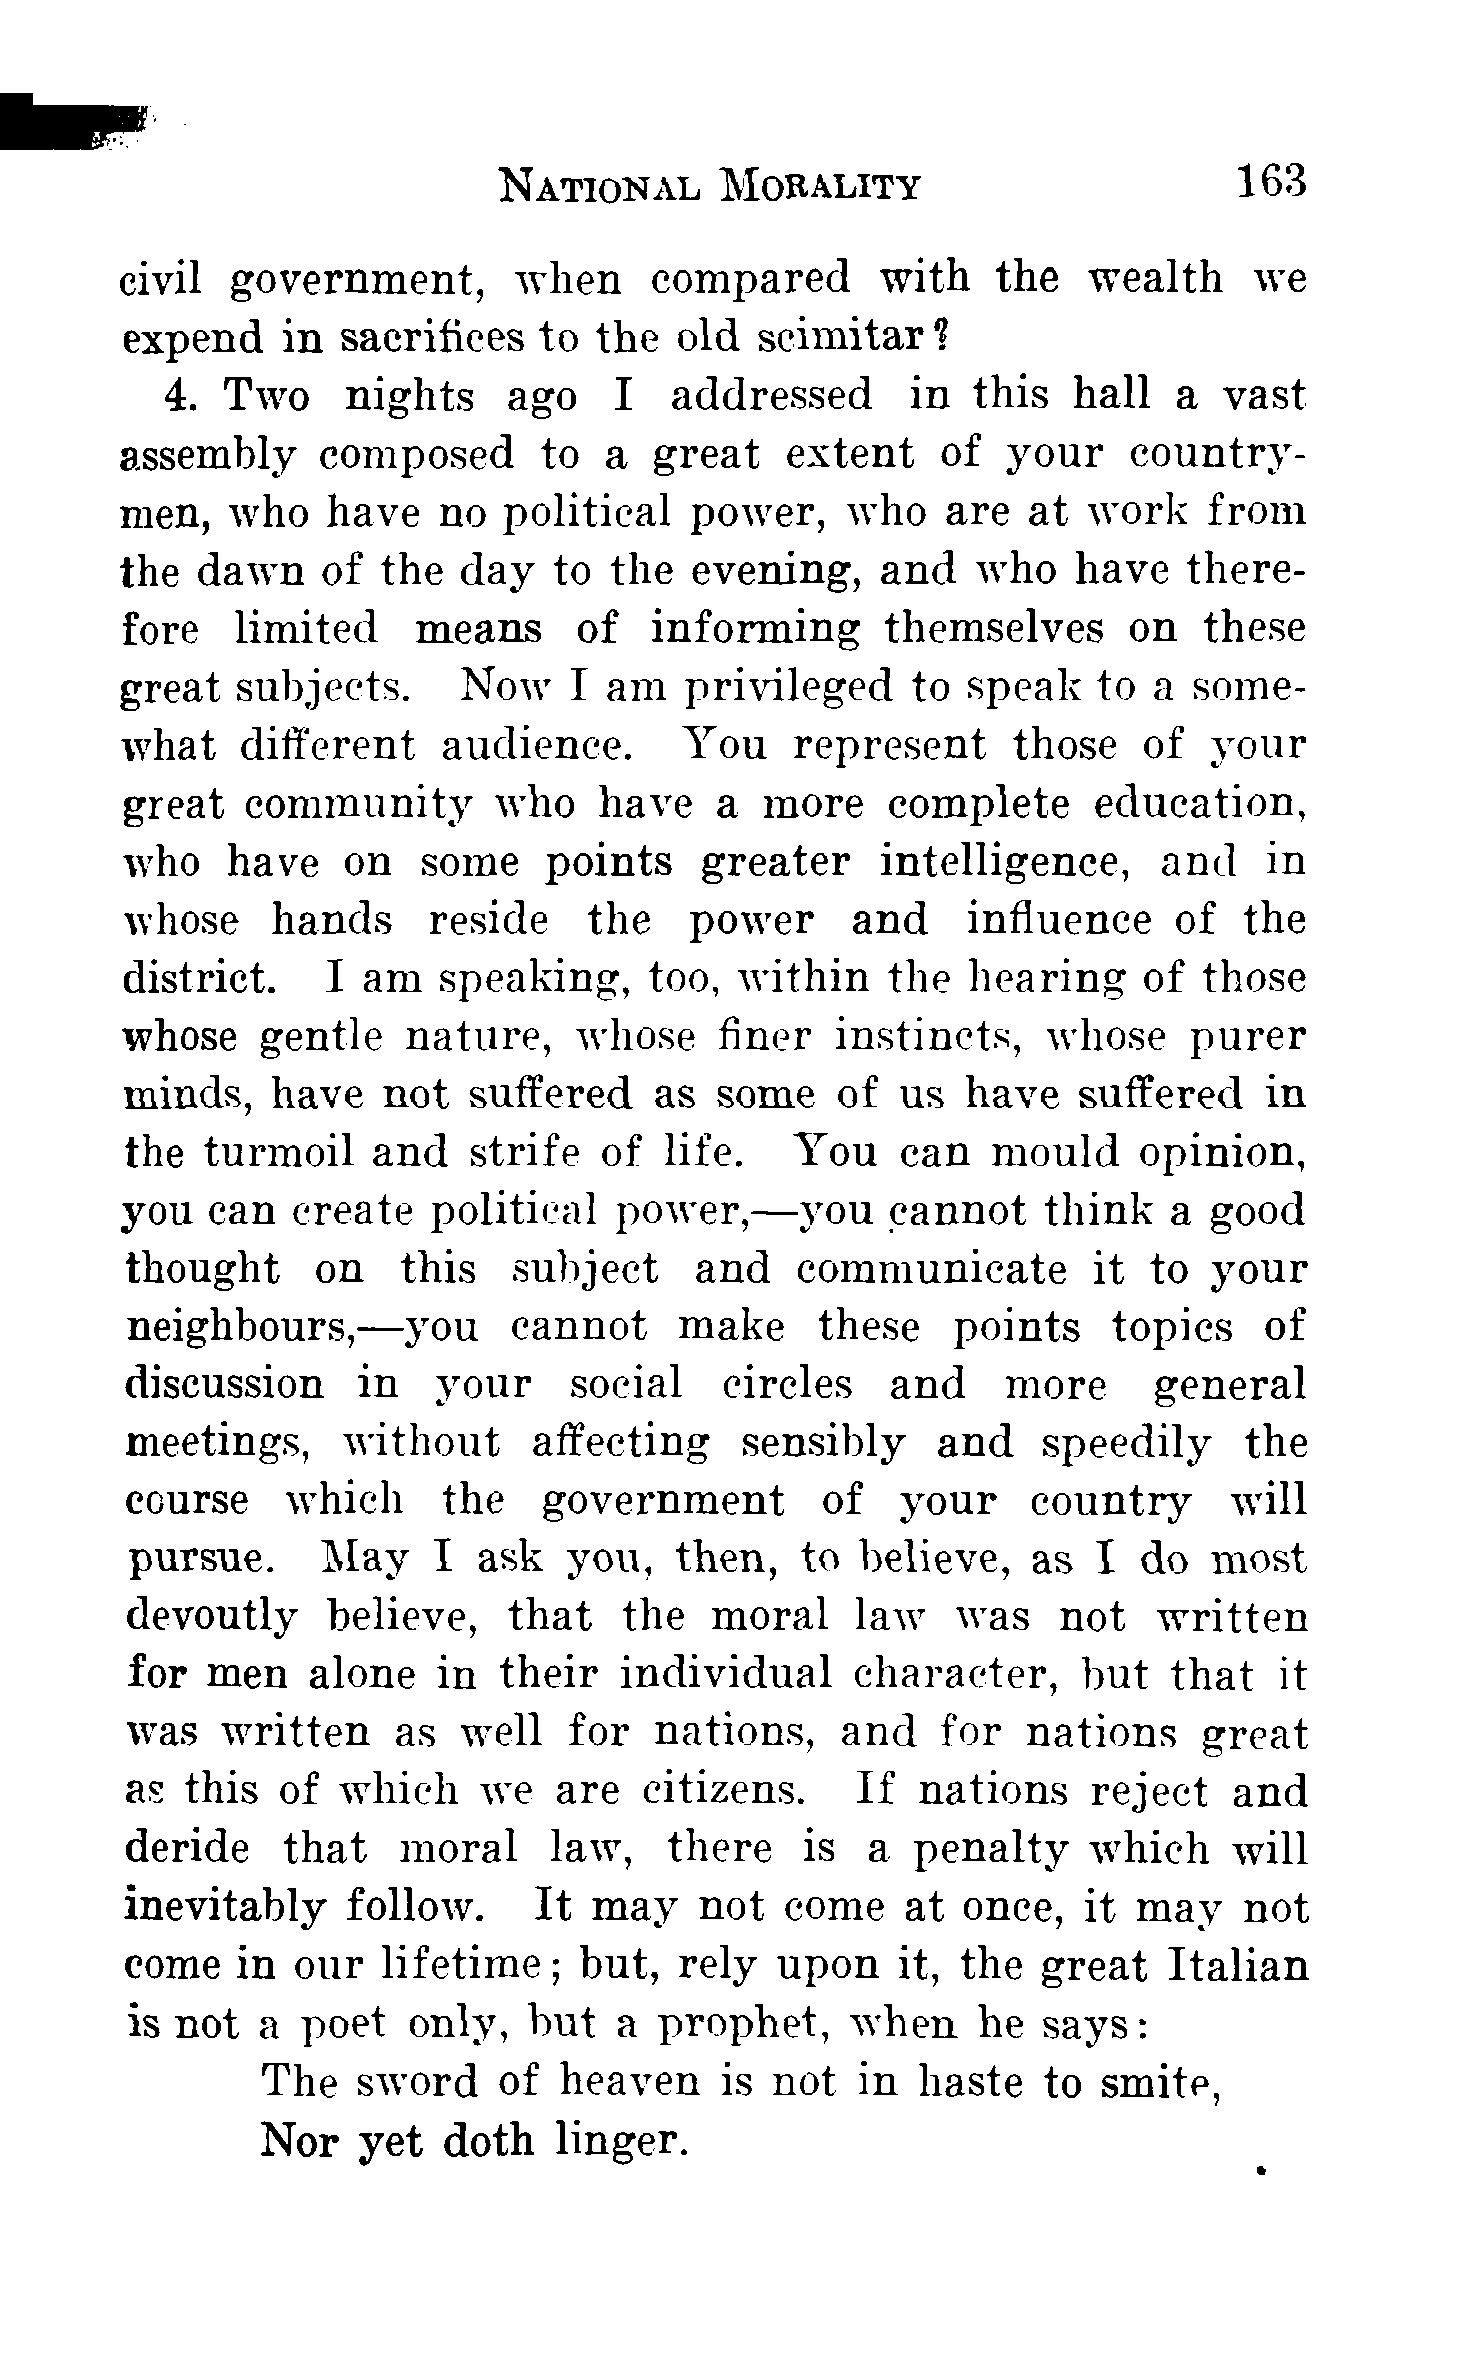 NATIONAL MORALITY 163
civil government, when compared with the wealth we
expend in sacrifices to the old scimitar?
4. Two nights ago I addressed in this hall a vast
assembly composed to a great extent of your country-
men, who have no political power, who are at work from
the dawn of the day to the evening, and who have there-
fore limited means of informing themselves on these
great subjects. Now I am privileged to speak to a some-
what different audience. You represent those of your
great community who have a more complete education,
who have on some points greater intelligence, and in
whose hands reside the power and influence of the
district. I am speaking, too, within the hearing of those
whose gentle nature, whose finer instincts, whose purer
minds, have not suffered as some of us have suffered in
the turmoil and strife of life. You can mould opinion,
you can create political power,—you cannot think a good
thought on this subject and communicate it to your
neighbours,—you cannot make these points topics of
discussion in your social circles and more general
meetings, without affecting sensibly and speedily the
course which the government of your country will
pursue. May I ask you, then, to believe, as I do most
devoutly believe, that the moral law was not written
for men alone in their individual character, but that it
was written as well for nations, and for nations great
as this of which we are citizens. If nations reject and
deride that moral law, there is a penalty which will
inevitably follow. It may not come at once, it may not
come in our lifetime; but, rely upon it, the great Italian
is not a poet only, but a prophet, when he says:
The sword of heaven is not in haste to smite,
Nor yet doth linger.